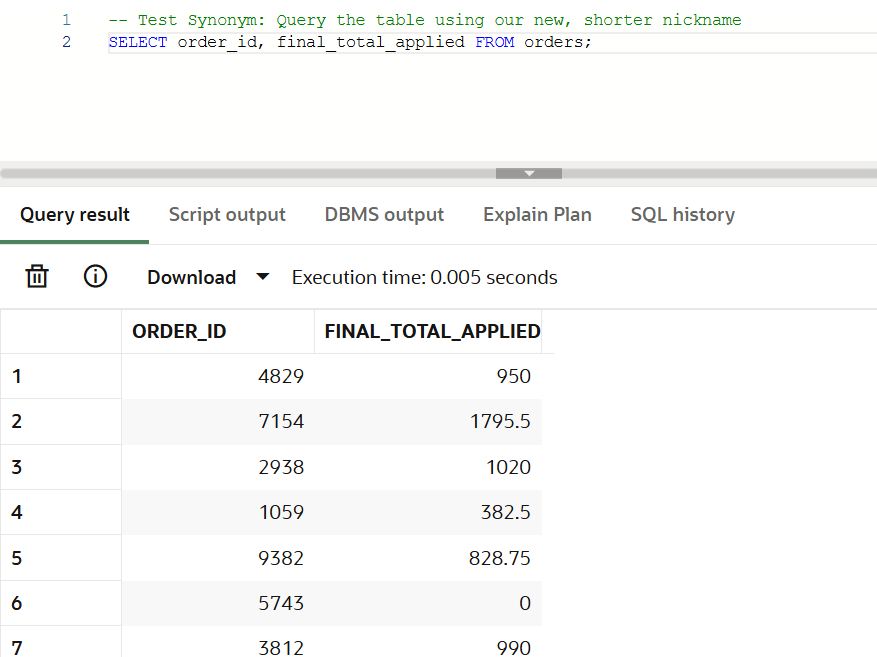 1 -- Test Synonym: Query the table using our new, shorter nickname
2 SELECT order_id, final_total_applied FROM orders;
Query result Script output DBMS output Explain Plan SQL history
Download Execution time: 0.005 seconds
ORDER_ID FINAL_TOTAL_APPLIED
1 4829 950
2 7154 1795.5
3 2938 1020
4 1059 382.5
5 9382 828.75
6 5743 0
7 3812 990